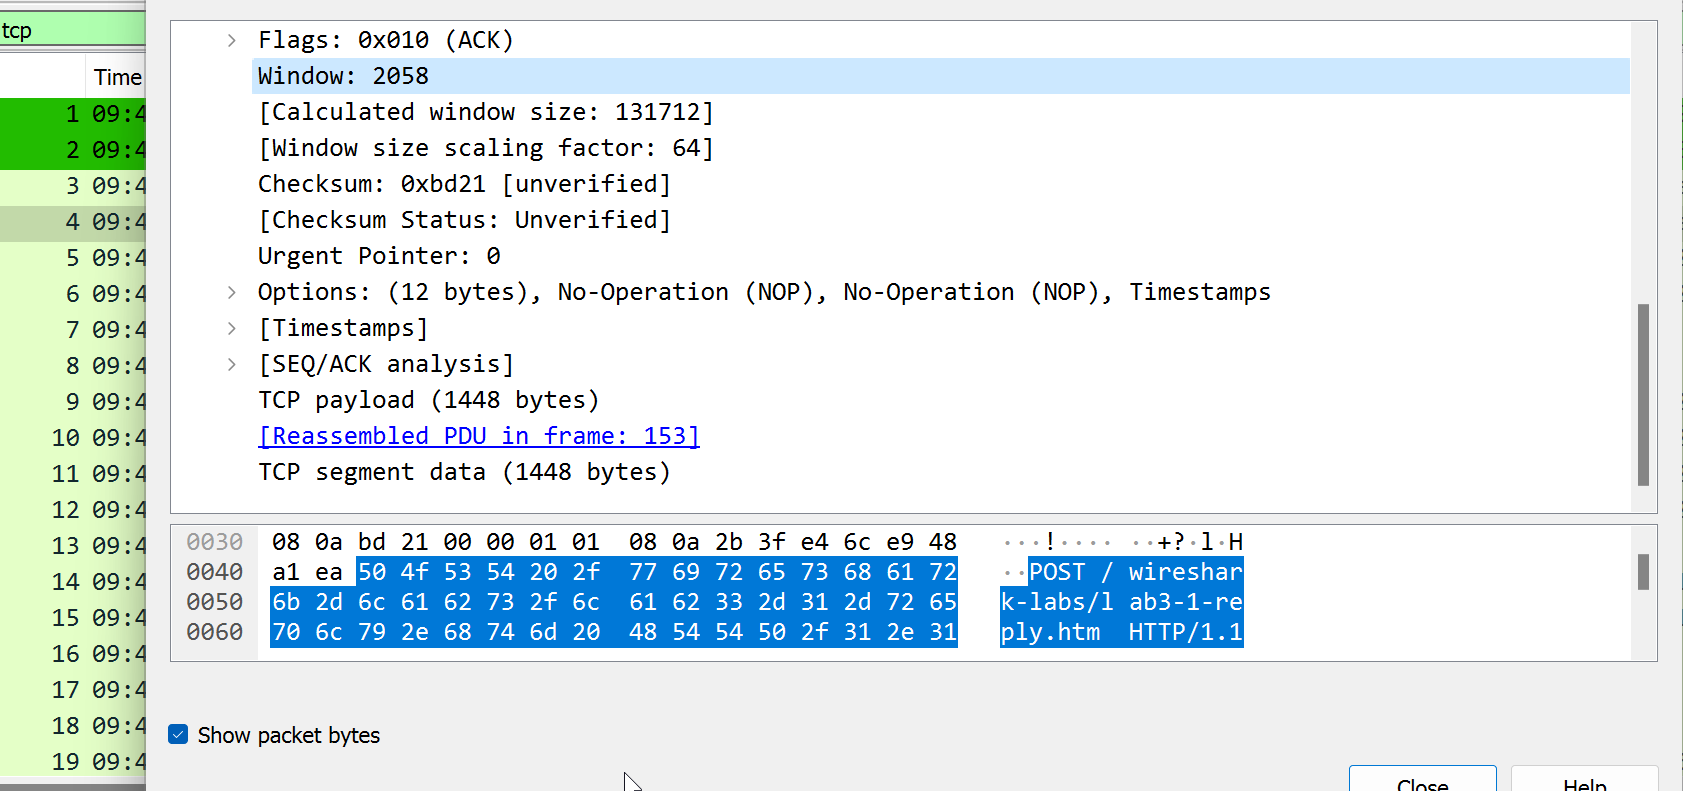 tcp
Time
1 09:4
2 09:4
3 09:4
4 09:4
5 09:4
6 09:4
7 09:4
8 09:4
9 09:4
10 09:4
11 09:4
12 09:4
13 09:4
14 09:4
15 09:4
16 09:4
17 09:4
18 09:4
19 09:4
Flags: 0x010 (ACK)
Window: 2058
[Calculated window size: 131712]
[Window size scaling factor: 64]
Checksum: 0xbd21 [unverified]
[Checksum Status: Unverified]
Urgent Pointer: 0
Options: (12 bytes), No-Operation (NOP), No-Operation (NOP), Timestamps
[Timestamps]
[SEQ/ACK analysis]
TCP payload (1448 bytes)
[Reassembled PDU in frame: 153]
TCP segment data (1448 bytes)
0030 08 0a bd 21 00 00 01 01 08 0a 2b 3f e4 6c e9 48 ···!···· ··+?·l·H
0040 a1 ea 50 4f 53 54 20 2f 77 69 72 65 73 68 61 72 ··POST / wireshar
0050 6b 2d 6c 61 62 73 2f 6c 61 62 33 2d 31 2d 72 65 k-labs/l ab3-1-re
0060 70 6c 79 2e 68 74 6d 20 48 54 54 50 2f 31 2e 31 ply.htm HTTP/1.1
Show packet bytes
Close
Help